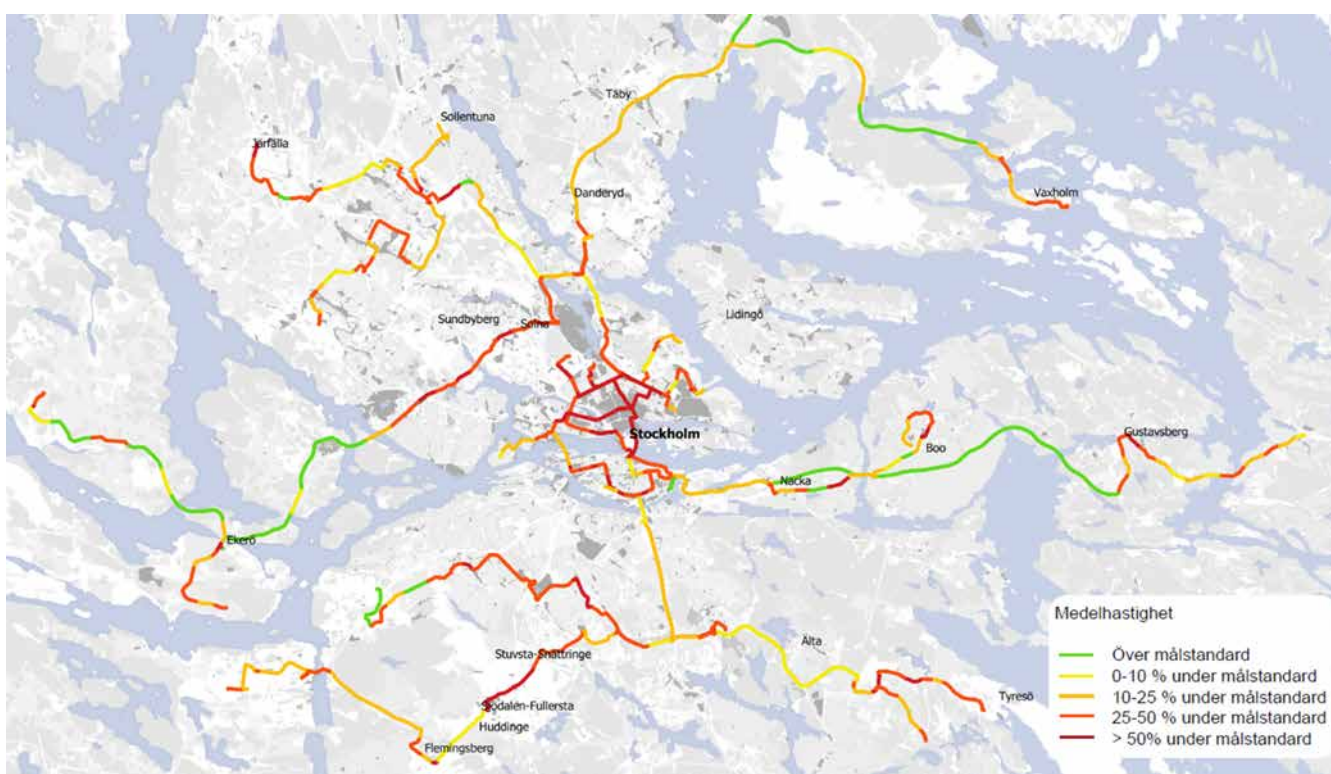 Täby
Sollentuna
Järfälla
Danderyd
Vaxholm
Sundbyberg
Solna
Lidingö
Stockholm
Gustavsberg
Boo
Nacka
Ekerö
Medelhastighet
Över målstandard
0-10 % under målstandard
10-25 % under målstandard
25-50 % under målstandard
> 50% under målstandard
Älta
Stuvsta-Snättringe
Tyresö
Sjödalen-Fullersta
Huddinge
Flemingsberg